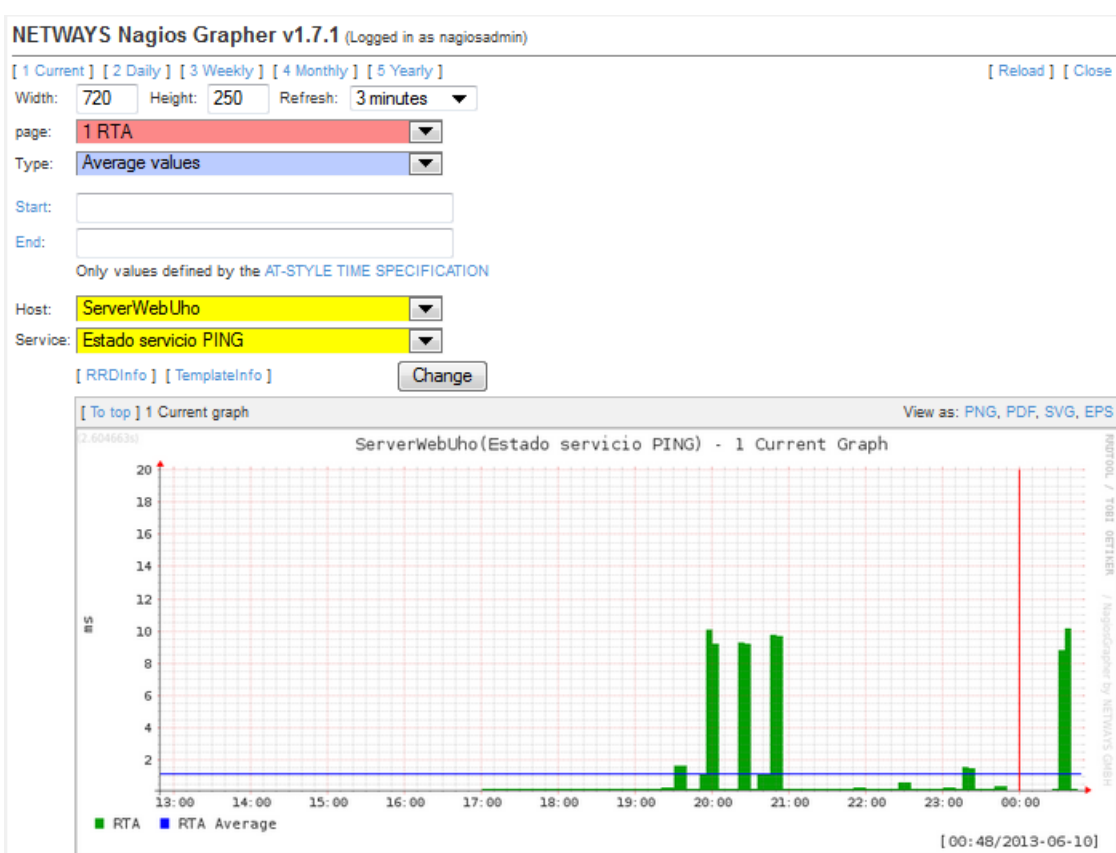 NETWAYS Nagios Grapher v1.7.1 (Logged in as nagiosadmin)
[ 1 Current ] [ 2 Daily ] [ 3 Weekly ] [ 4 Monthly ] [ 5 Yearly ] [ Reload ] [ Close
Width: 720 Height: 250 Refresh: 3 minutes
page: 1 RTA
Type: Average values
Start:
End:
Only values defined by the AT-STYLE TIME SPECIFICATION
Host: ServerWebUho
Service: Estado servicio PING
[ RRDInfo ] [ TemplateInfo ] Change
[ To top ] 1 Current graph View as: PNG, PDF, SVG, EPS
(2.604663s)
ServerWebUho(Estado servicio PING) - 1 Current Graph
20
18
16
14
12
10
8
6
4
2
ms
13:00 14:00 15:00 16:00 17:00 18:00 19:00 20:00 21:00 22:00 23:00 00:00
RTA RTA Average
[00:48/2013-06-10]
RRDTOOL / TOBI OETIKER / NagiosGrapher by NETWAYS GMBH